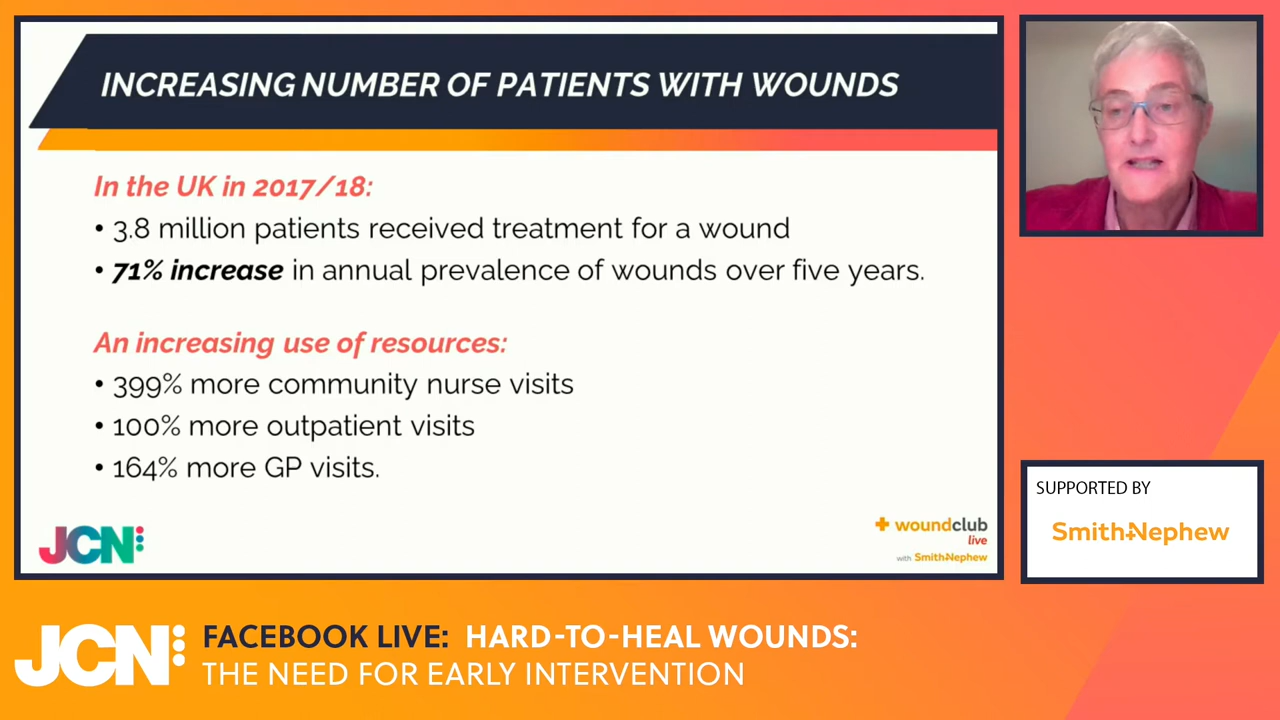 INCREASING NUMBER OF PATIENTS WITH WOUNDS
In the UK in 2017/18:
• 3.8 million patients received treatment for a wound
• 71% increase in annual prevalence of wounds over five years.
An increasing use of resources:
• 399% more community nurse visits
• 100% more outpatient visits
• 164% more GP visits.
JCN
woundclub
live
with Smith+Nephew
SUPPORTED BY
Smith+Nephew
JCN
FACEBOOK LIVE: HARD-TO-HEAL WOUNDS:
THE NEED FOR EARLY INTERVENTION